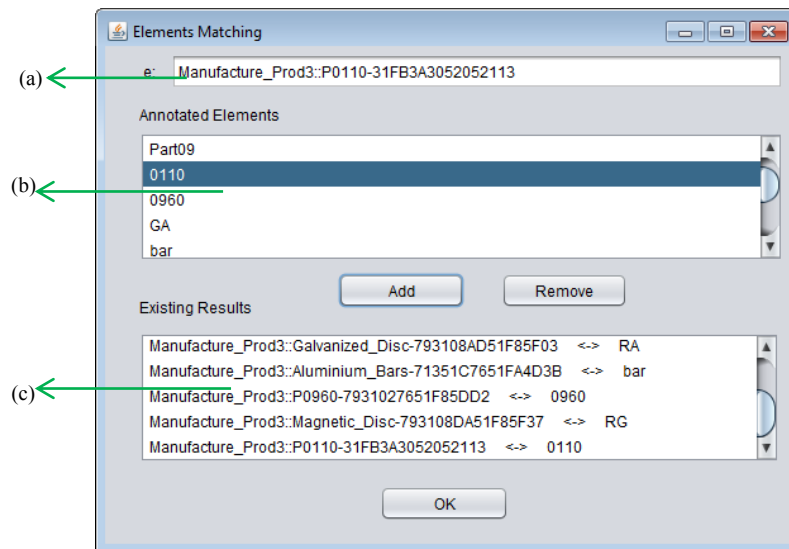 Elements Matching
(a)
e: Manufacture_Prod3::P0110-31FB3A3052052113
Annotated Elements
Part09
0110
(b)
0960
GA
bar
Add Remove
Existing Results
Manufacture_Prod3::Galvanized_Disc-793108AD51F85F03 <-> RA
Manufacture_Prod3::Aluminium_Bars-71351C7651FA4D3B <-> bar
(c)
Manufacture_Prod3::P0960-7931027651F85DD2 <-> 0960
Manufacture_Prod3::Magnetic_Disc-793108DA51F85F37 <-> RG
Manufacture_Prod3::P0110-31FB3A3052052113 <-> 0110
OK